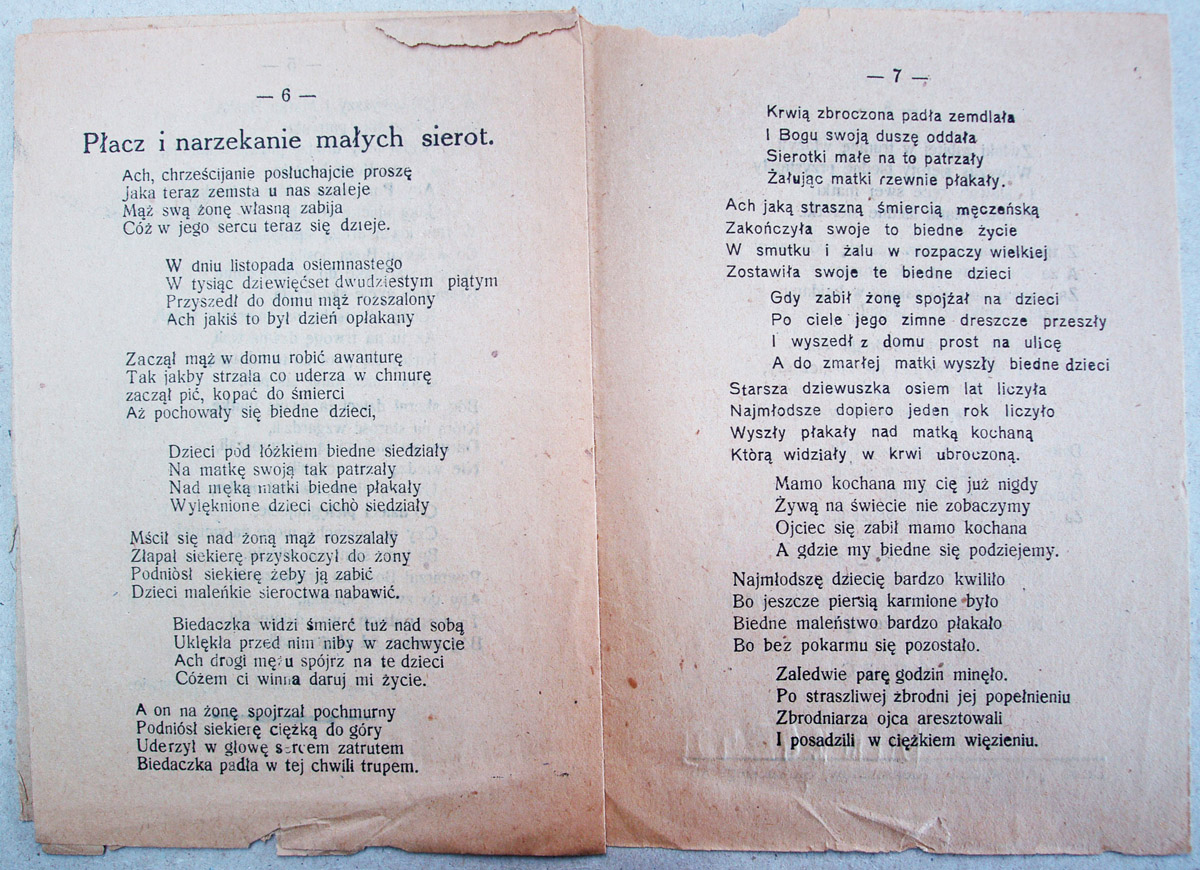 — 6 —
Płacz i narzekanie małych sierot.
Ach, chrześcijanie posłuchajcie proszę
Jaka teraz zemsta u nas szaleje
Mąż swą żonę własną zabija
Cóż w jego sercu teraz się dzieje.
W dniu listopada osiemnastego
W tysiąc dziewięćset dwudziestym piątym
Przyszedł do domu mąż rozszalony
Ach jakiś to był dzień opłakany
Zaczął mąż w domu robić awanturę
Tak jakby strzala co uderza w chmurę
zaczął pić, kopać do śmierci
Aż pochowały się biedne dzieci,
Dzieci pod łóżkiem biedne siedziały
Na matkę swoją tak patrzały
Nad męką matki biedne płakały
Wylęknione dzieci cichò siedziały
Mścił się nad żoną mąż rozszalały
Złapał siekierę przyskoczył do żony
Podniósł siekierę żeby ją zabić
Dzieci maleńkie sieroctwa nabawić.
Biedaczka widzi śmierć tuż nad sobą
Uklękła przed nim niby w zachwycie
Ach drogi mężu spójrz na te dzieci
Cóżem ci winna daruj mi życie.
A on na żonę spojrzał pochmurny
Podniósł siekierę ciężką do góry
Uderzył w głowę sercem zatrutem
Biedaczka padła w tej chwili trupem.
— 7 —
Krwią zbroczona padła zemdlała
I Bogu swoją duszę oddała
Sierotki małe na to patrzały
Żałując matki rzewnie płakały.
Ach jaką straszną śmiercią męczeńską
Zakończyła swoje to biedne życie
W smutku i żalu w rozpaczy wielkiej
Zostawiła swoje te biedne dzieci
Gdy zabił żonę spojżał na dzieci
Po ciele jego zimne dreszcze przeszły
I wyszedł z domu prost na ulicę
A do zmarłej matki wyszły biedne dzieci
Starsza dziewuszka osiem lat liczyła
Najmłodsze dopiero jeden rok liczyło
Wyszły płakały nad matką kochaną
Którą widziały w krwi ubroczoną.
Mamo kochana my cię już nigdy
Żywą na świecie nie zobaczymy
Ojciec się zabił mamo kochana
A gdzie my biedne się podziejemy.
Najmłodszę dziecię bardzo kwiliło
Bo jeszcze piersią karmione było
Biedne maleństwo bardzo płakało
Bo bez pokarmu się pozostało.
Zaledwie parę godzin minęło.
Po straszliwej żbrodni jej popełnieniu
Zbrodniarza ojca aresztowali
I posadzili w ciężkiem więzieniu.